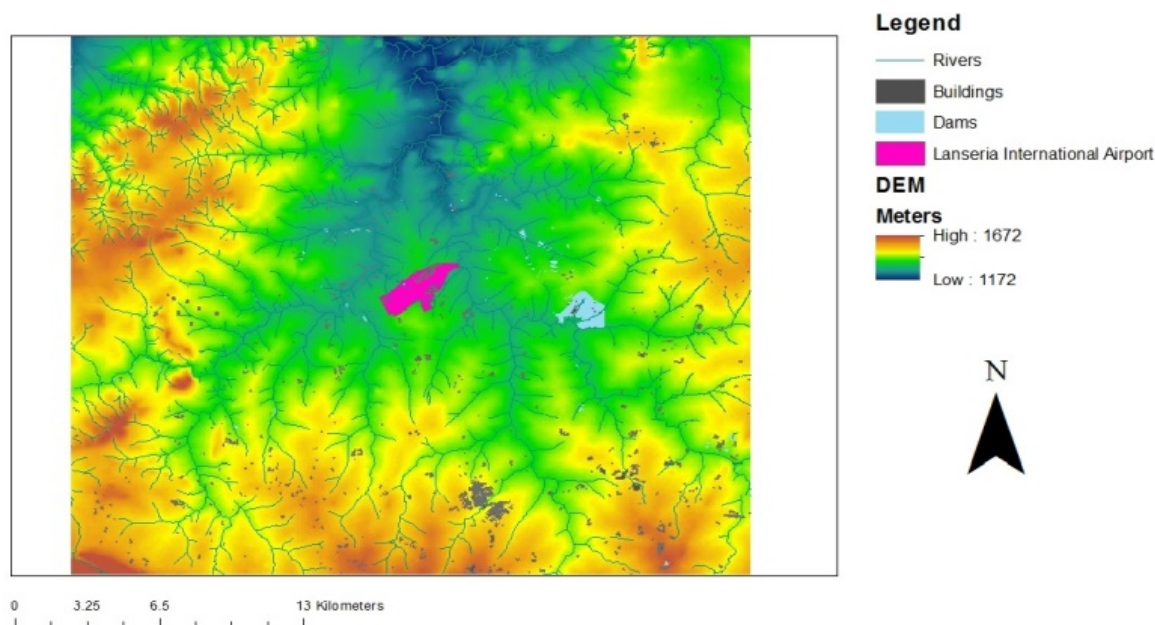 Legend
Rivers
Buildings
Dams
Lanseria International Airport
DEM
Meters
High : 1672
Low : 1172
N
0 3.25 6.5 13 Kilometers